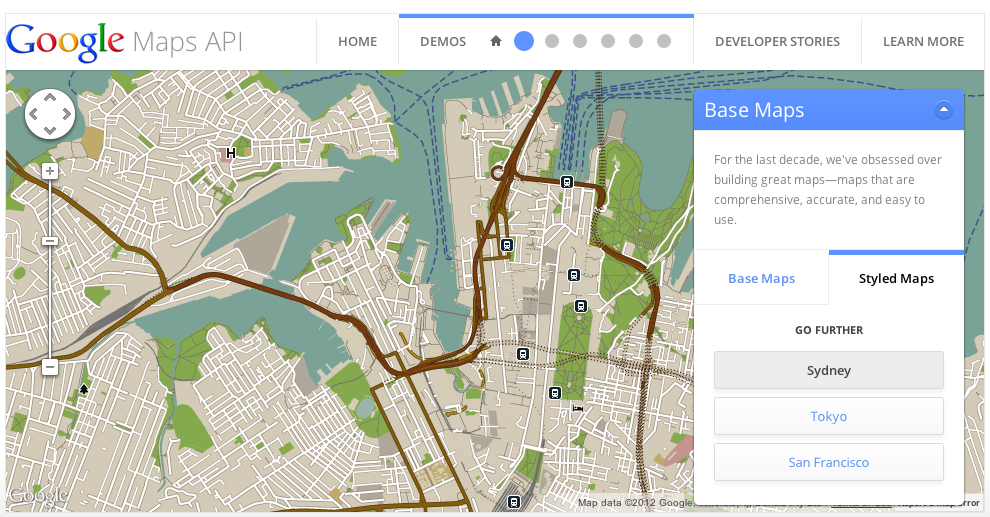 Google Maps API
HOME
DEMOS
DEVELOPER STORIES
LEARN MORE
Base Maps
For the last decade, we've obsessed over
building great maps—maps that are
comprehensive, accurate, and easy to
use.
Base Maps
Styled Maps
GO FURTHER
Sydney
Tokyo
San Francisco
H
Google
Map data ©2012 Google,
error